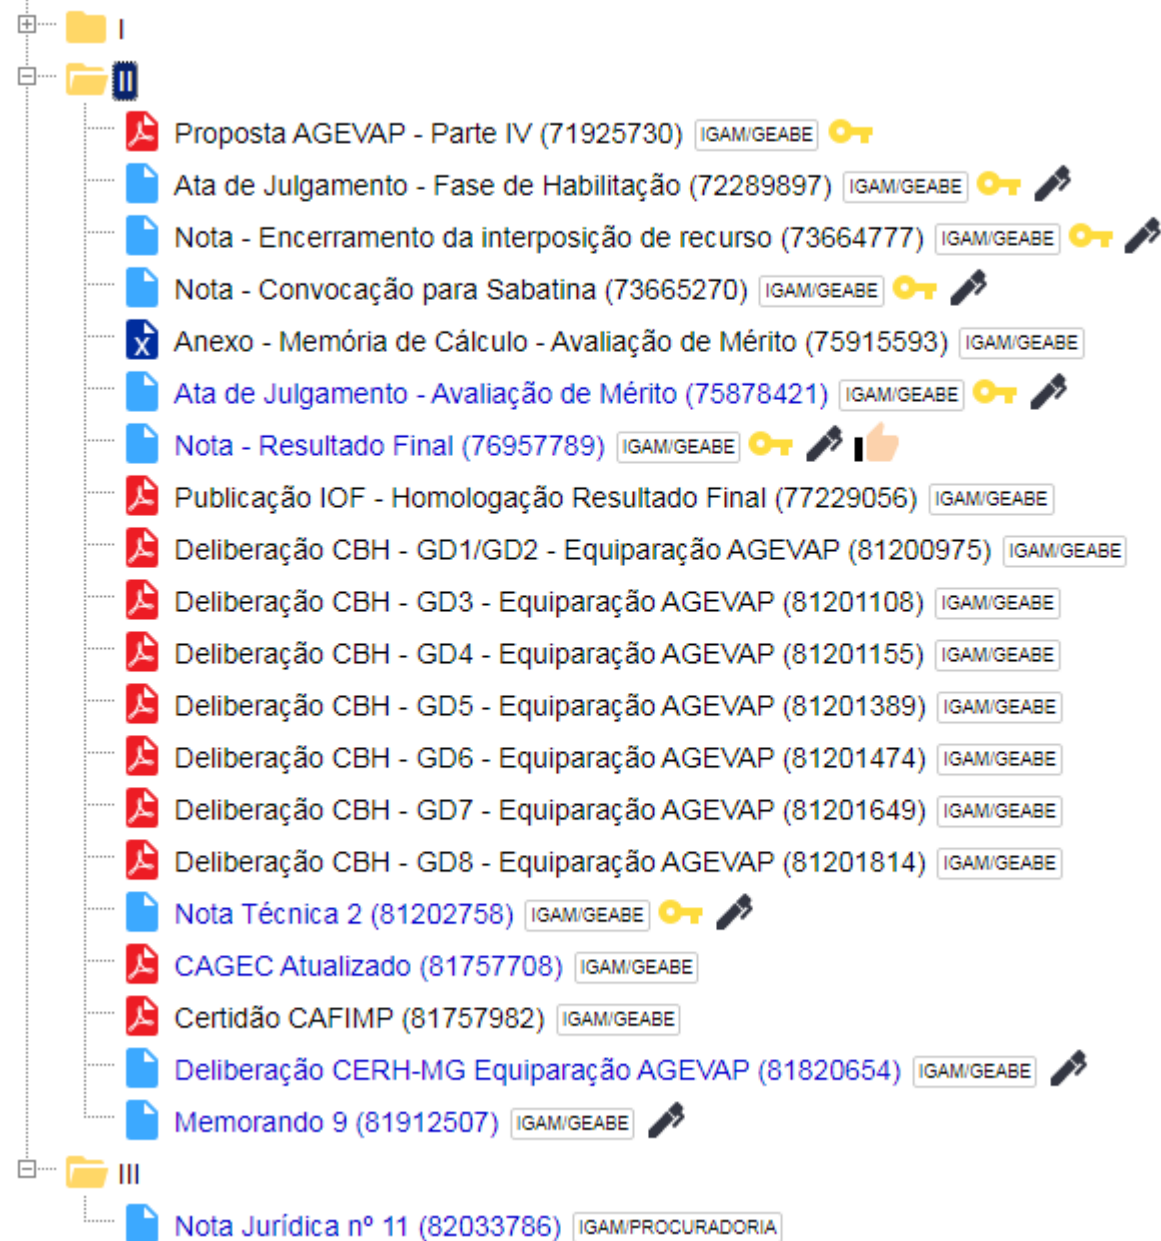 I
II
Proposta AGEVAP - Parte IV (71925730) IGAM/GEABE
Ata de Julgamento - Fase de Habilitação (72289897) IGAM/GEABE
Nota - Encerramento da interposição de recurso (73664777) IGAM/GEABE
Nota - Convocação para Sabatina (73665270) IGAM/GEABE
Anexo - Memória de Cálculo - Avaliação de Mérito (75915593) IGAM/GEABE
Ata de Julgamento - Avaliação de Mérito (75878421) IGAM/GEABE
Nota - Resultado Final (76957789) IGAM/GEABE
Publicação IOF - Homologação Resultado Final (77229056) IGAM/GEABE
Deliberação CBH - GD1/GD2 - Equiparação AGEVAP (81200975) IGAM/GEABE
Deliberação CBH - GD3 - Equiparação AGEVAP (81201108) IGAM/GEABE
Deliberação CBH - GD4 - Equiparação AGEVAP (81201155) IGAM/GEABE
Deliberação CBH - GD5 - Equiparação AGEVAP (81201389) IGAM/GEABE
Deliberação CBH - GD6 - Equiparação AGEVAP (81201474) IGAM/GEABE
Deliberação CBH - GD7 - Equiparação AGEVAP (81201649) IGAM/GEABE
Deliberação CBH - GD8 - Equiparação AGEVAP (81201814) IGAM/GEABE
Nota Técnica 2 (81202758) IGAM/GEABE
CAGEC Atualizado (81757708) IGAM/GEABE
Certidão CAFIMP (81757982) IGAM/GEABE
Deliberação CERH-MG Equiparação AGEVAP (81820654) IGAM/GEABE
Memorando 9 (81912507) IGAM/GEABE
III
Nota Jurídica nº 11 (82033786) IGAM/PROCURADORIA